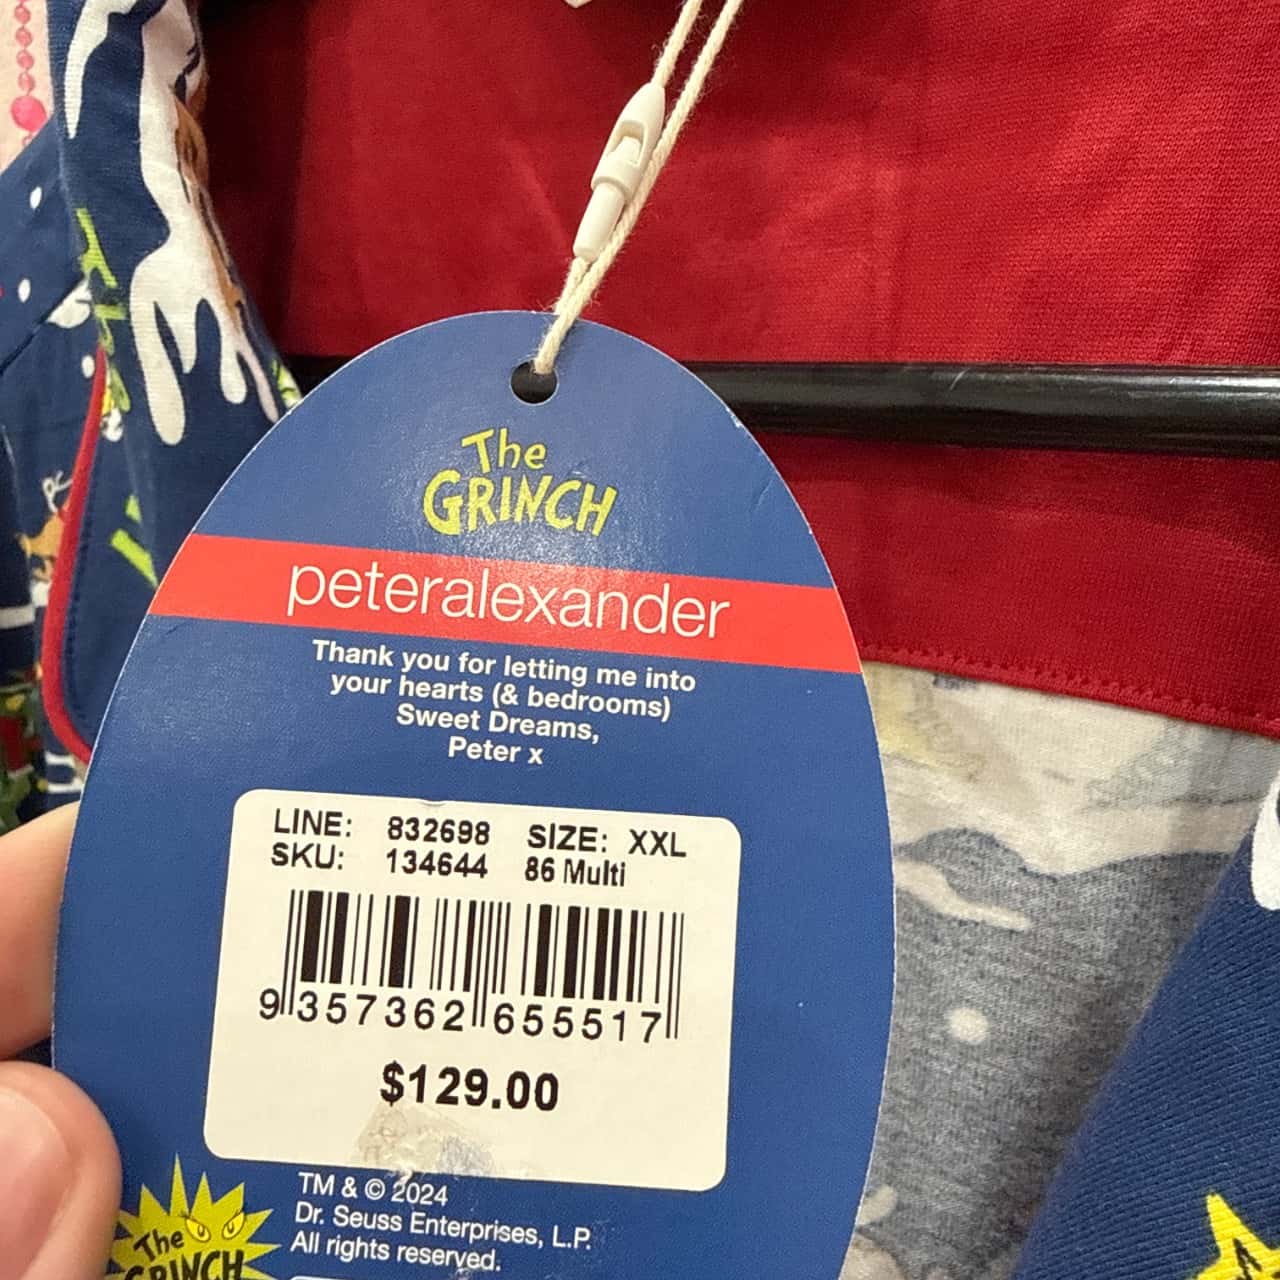 The
GRINCH
peteralexander
Thank you for letting me into
your hearts (& bedrooms)
Sweet Dreams,
Peter x
LINE: 832698 SIZE: XXL
SKU: 134644 86 Multi
9 357362 655517
$129.00
TM & © 2024
Dr. Seuss Enterprises, L.P.
All rights reserved.
The
GRINCH